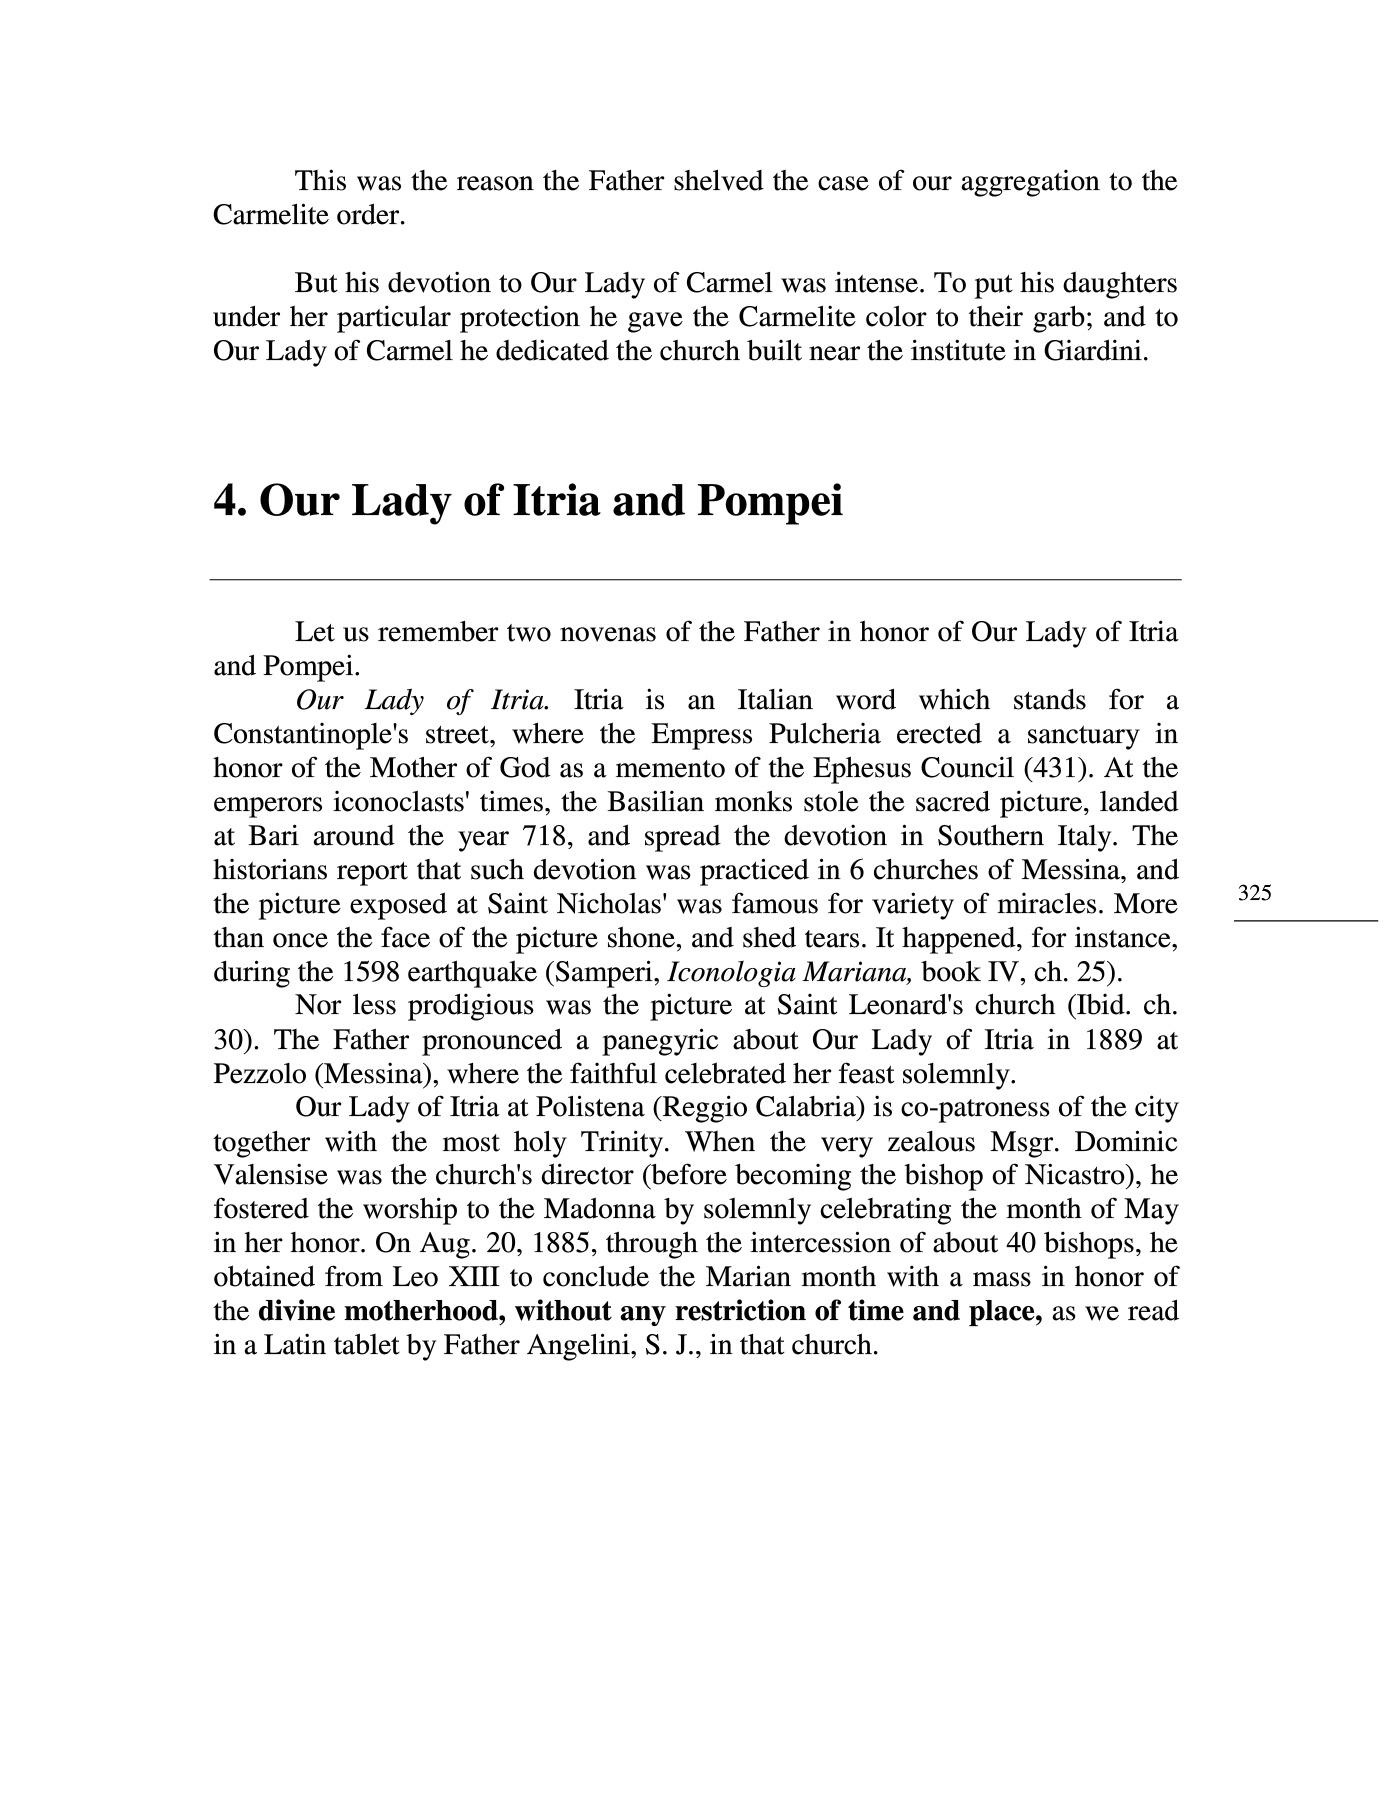 This was the reason the Father shelved the case of our aggregation to the
Carmelite order.
But his devotion to Our Lady of Carmel was intense. To put his daughters
under her particular protection he gave the Carmelite color to their garb; and to
Our Lady of Carmel he dedicated the church built near the institute in Giardini.
4. Our Lady of Itria and Pompei
Let us remember two novenas of the Father in honor of Our Lady of Itria
and Pompei.
Our Lady of Itria. Itria is an Italian word which stands for a
Constantinople's street, where the Empress Pulcheria erected a sanctuary in
honor of the Mother of God as a memento of the Ephesus Council (431). At the
emperors iconoclasts' times, the Basilian monks stole the sacred picture, landed
at Bari around the year 718, and spread the devotion in Southern Italy. The
historians report that such devotion was practiced in 6 churches of Messina, and
the picture exposed at Saint Nicholas' was famous for variety of miracles. More
than once the face of the picture shone, and shed tears. It happened, for instance,
during the 1598 earthquake (Samperi, Iconologia Mariana, book IV, ch. 25).
Nor less prodigious was the picture at Saint Leonard's church (Ibid. ch.
30). The Father pronounced a panegyric about Our Lady of Itria in 1889 at
Pezzolo (Messina), where the faithful celebrated her feast solemnly.
Our Lady of Itria at Polistena (Reggio Calabria) is co-patroness of the city
together with the most holy Trinity. When the very zealous Msgr. Dominic
Valensise was the church's director (before becoming the bishop of Nicastro), he
fostered the worship to the Madonna by solemnly celebrating the month of May
in her honor. On Aug. 20, 1885, through the intercession of about 40 bishops, he
obtained from Leo XIII to conclude the Marian month with a mass in honor of
the divine motherhood, without any restriction of time and place, as we read
in a Latin tablet by Father Angelini, S. J., in that church.
325